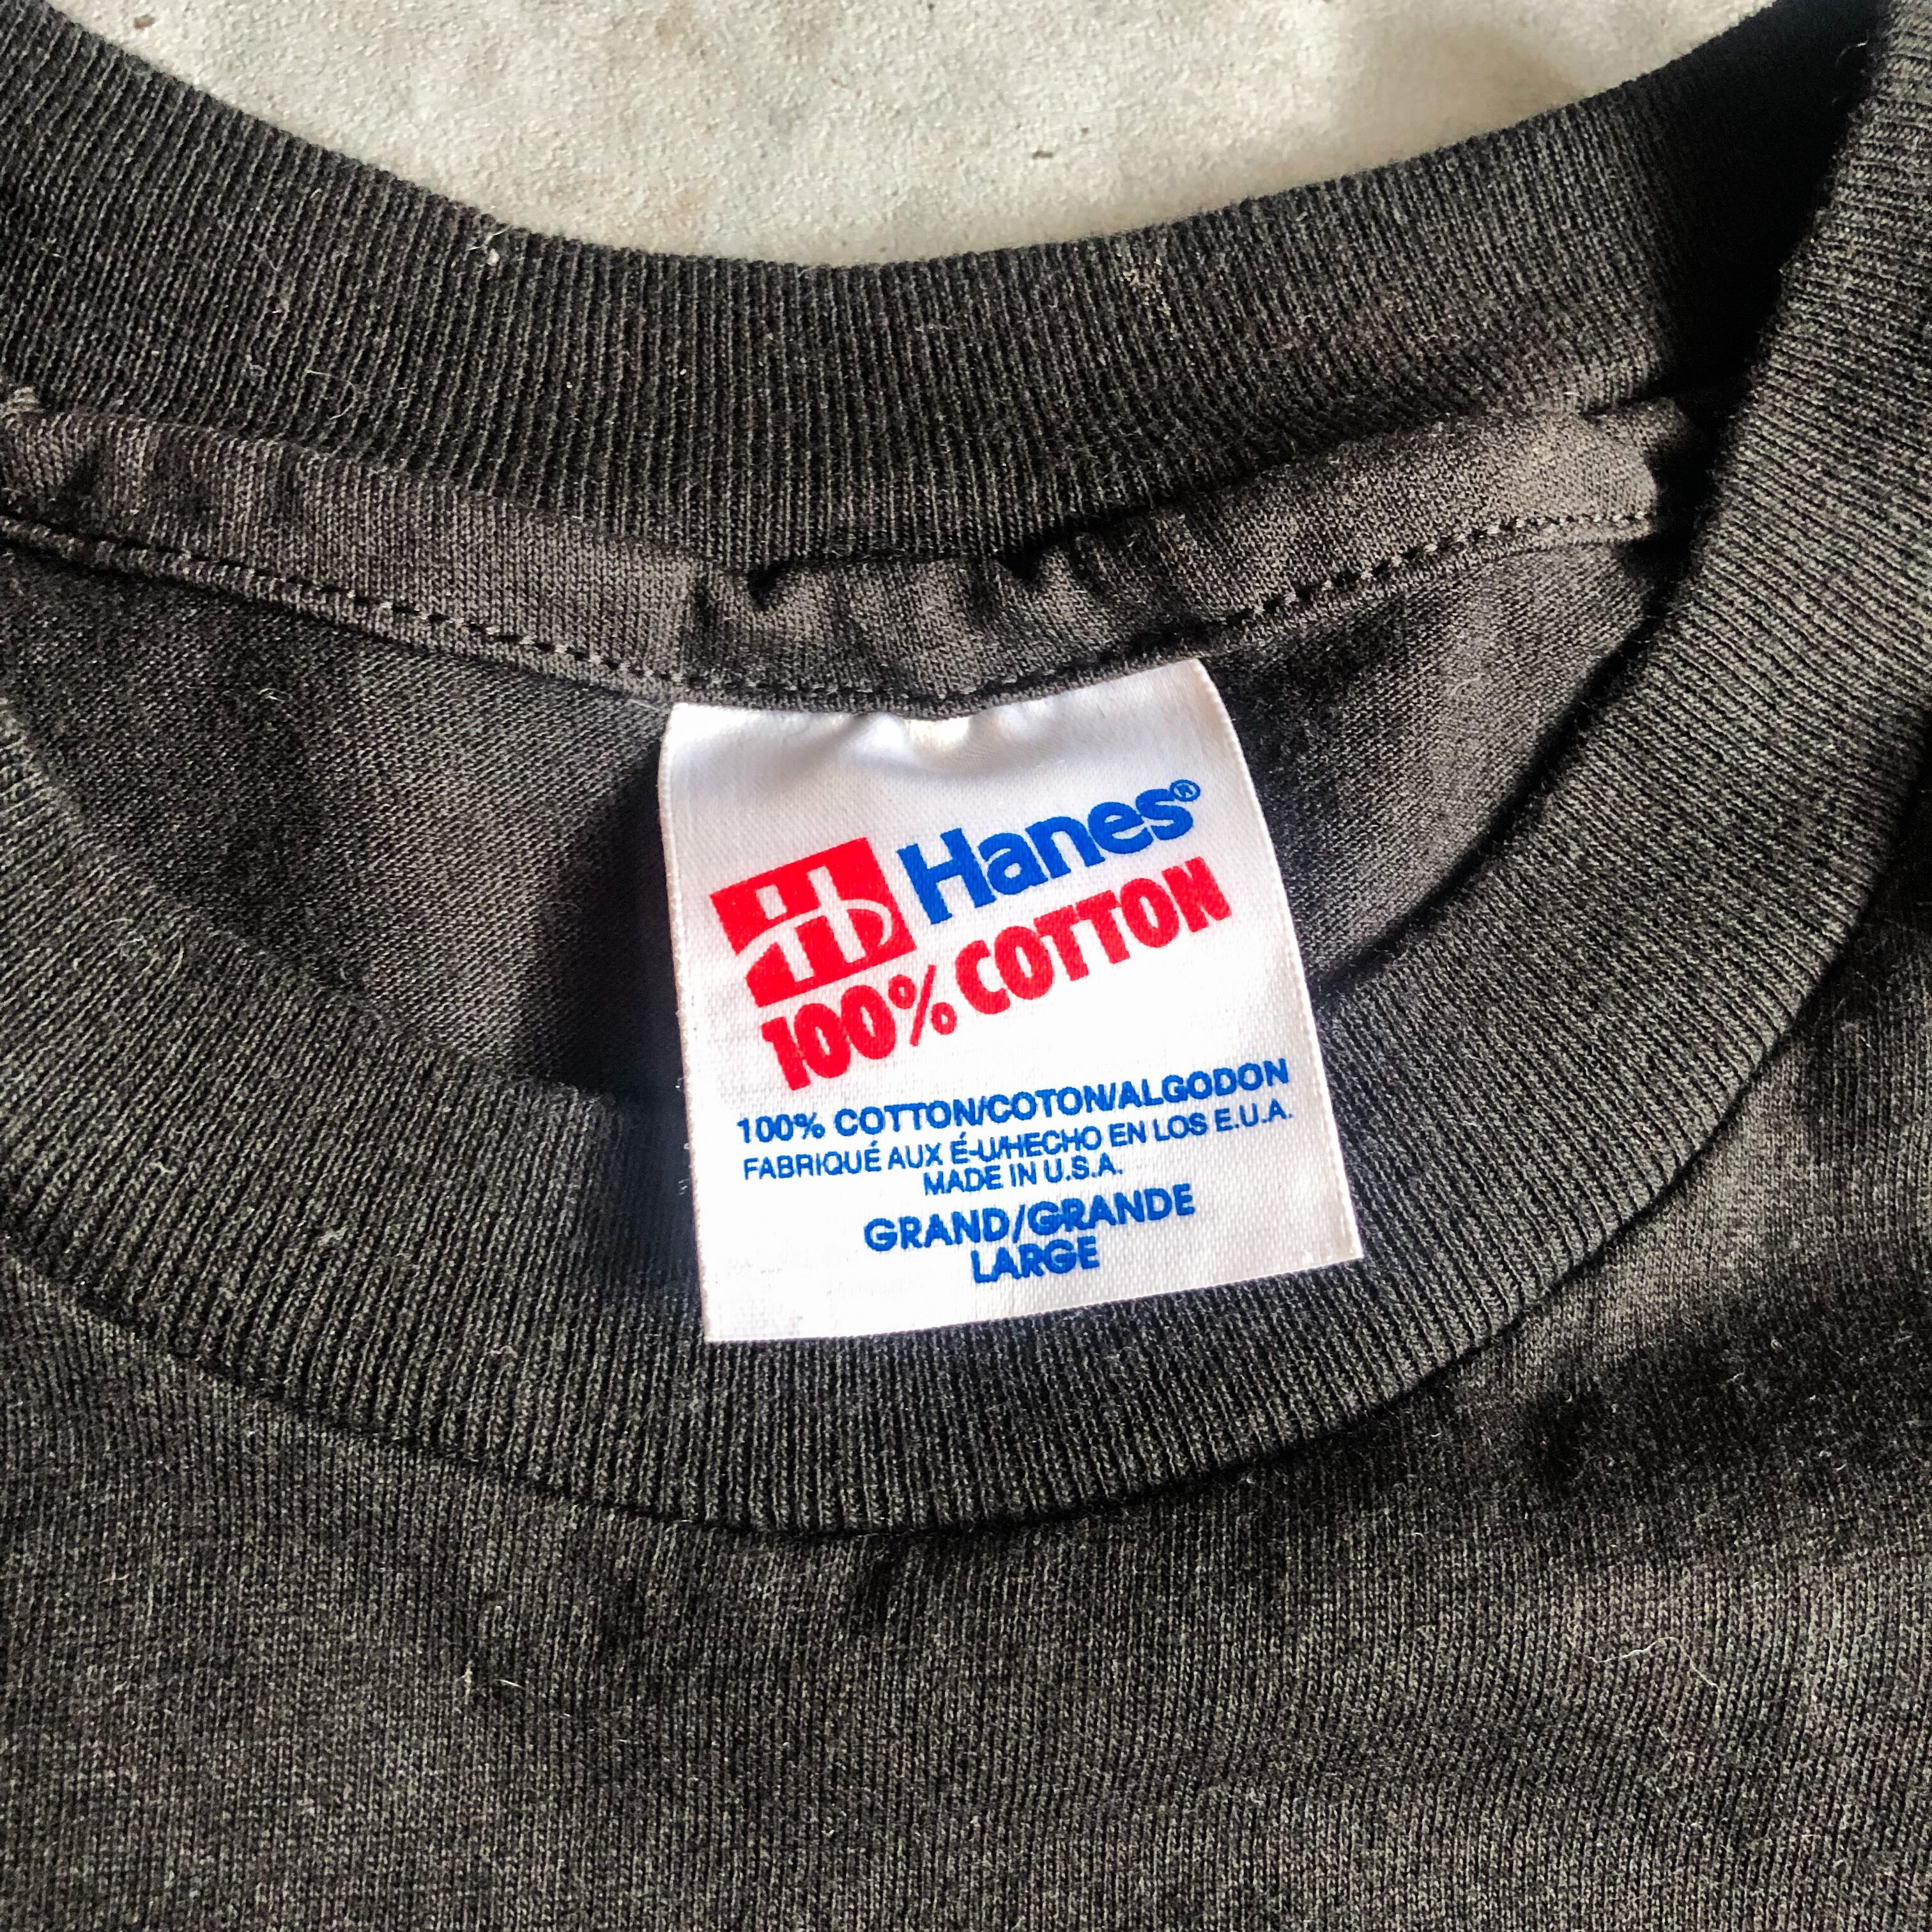 Hanes®
100% COTTON
100% COTTON/COTON/ALGODON
FABRIQUÉ AUX É-U/HECHO EN LOS E.U.A.
MADE IN U.S.A.
GRAND/GRANDE
LARGE